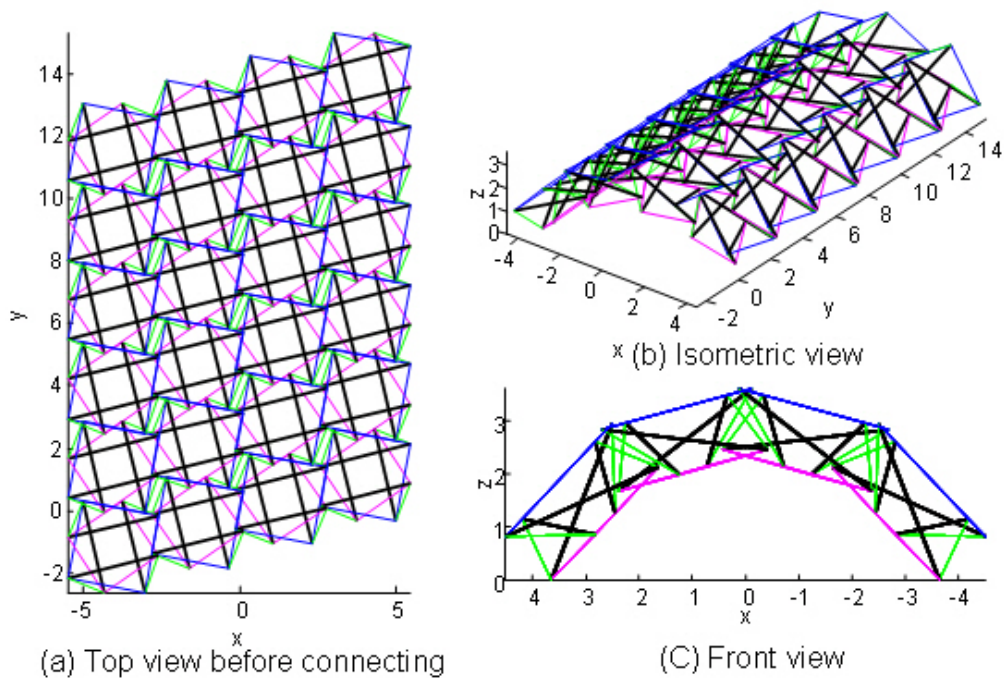 14
12
10
8
6
4
2
0
-2
y
-5 0 5
x
(a) Top view before connecting
3
2
1
0
z
-4 -2 0 2 4
x
-2 0 2 4 6 8 10 12 14
y
(b) Isometric view
3
2
1
0
z
4 3 2 1 0 -1 -2 -3 -4
x
(C) Front view